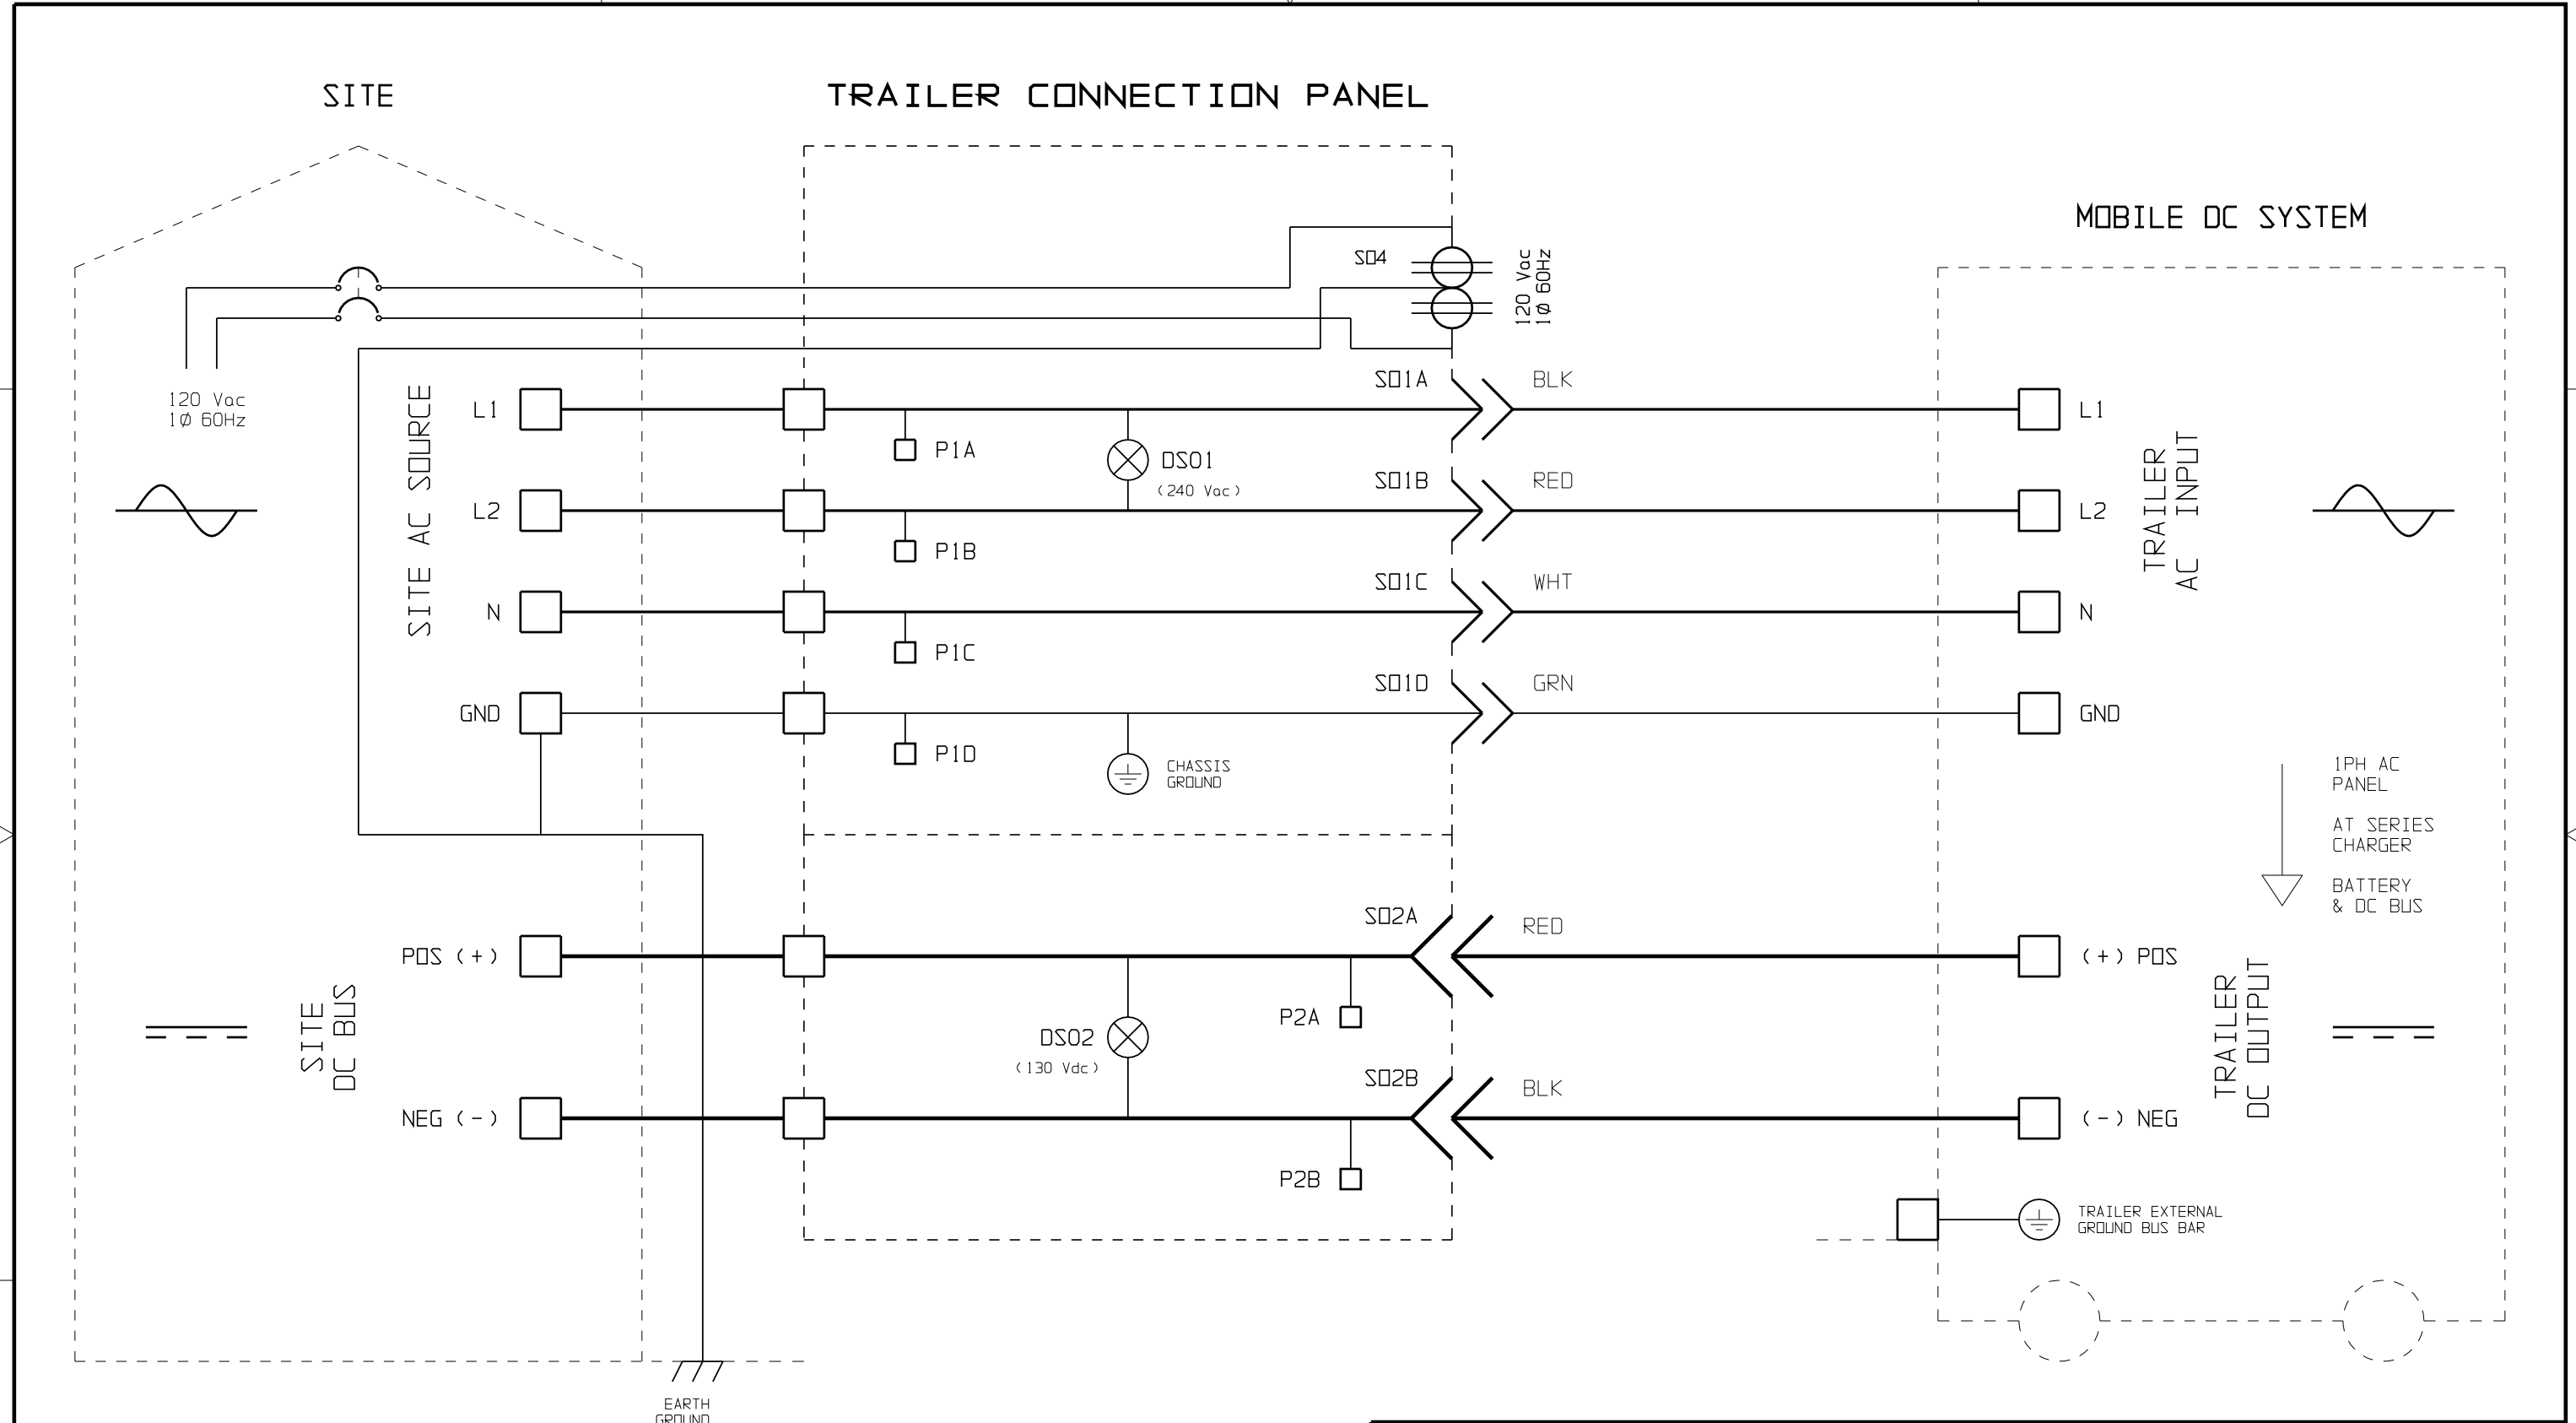 SITE
TRAILER CONNECTION PANEL
MOBILE DC SYSTEM
SO4
120 Vac
1Ø 60Hz
120 Vac
1Ø 60Hz
SITE AC SOURCE
L1
L2
N
GND
P1A
P1B
P1C
P1D
DS01
(240 Vac)
CHASSIS
GROUND
SO1A
BLK
SO1B
RED
SO1C
WHT
SO1D
GRN
L1
L2
N
GND
TRAILER
AC INPUT
1PH AC
PANEL
AT SERIES
CHARGER
BATTERY
& DC BUS
SITE
DC BUS
POS (+)
NEG (-)
DS02
(130 Vdc)
P2A
P2B
SO2A
RED
SO2B
BLK
(+) POS
(-) NEG
TRAILER
DC OUTPUT
TRAILER EXTERNAL
GROUND BUS BAR
EARTH
GROUND